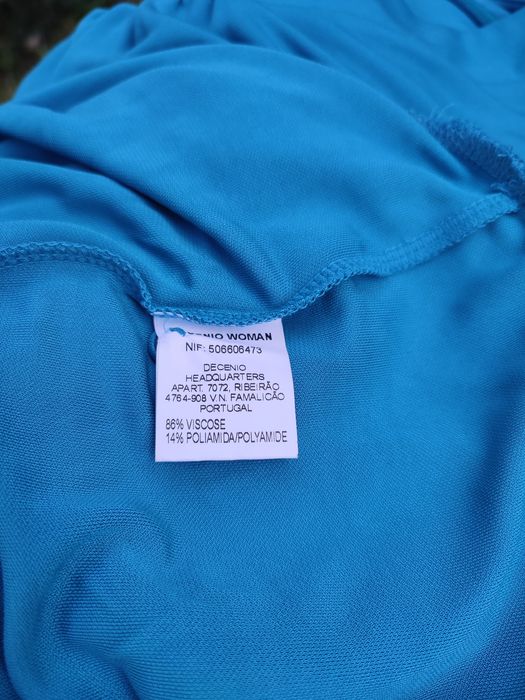 WOMAN
NIF: 506606473
DECENIO
HEADQUARTERS
APART. 7072, RIBEIRÃO
4764-908 V.N. FAMALICÃO
PORTUGAL
86% VISCOSE
14% POLIAMIDA/POLYAMIDE